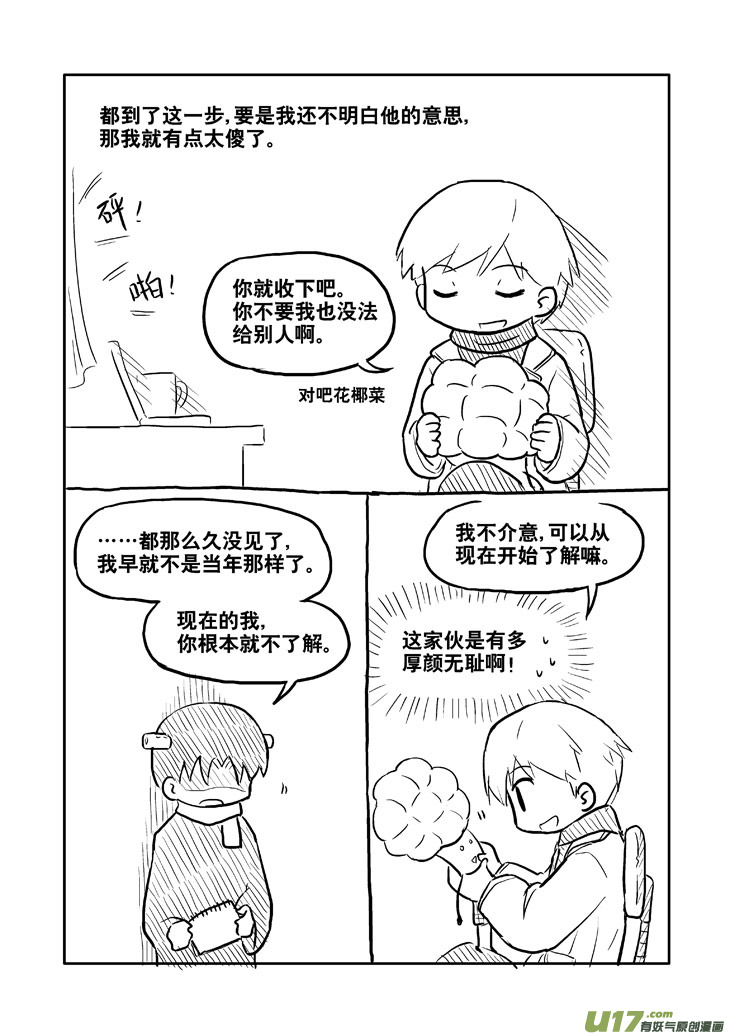 都到了这一步,要是我还不明白他的意思,
那我就有点太傻了。
砰!
啪!
你就收下吧。
你不要我也没法
给别人啊。
对吧花椰菜
……都那么久没见了,
我早就不是当年那样了。
现在的我,
你根本就不了解。
我不介意,可以从
现在开始了解嘛。
这家伙是有多
厚颜无耻啊!
U17.com
有妖气原创漫画